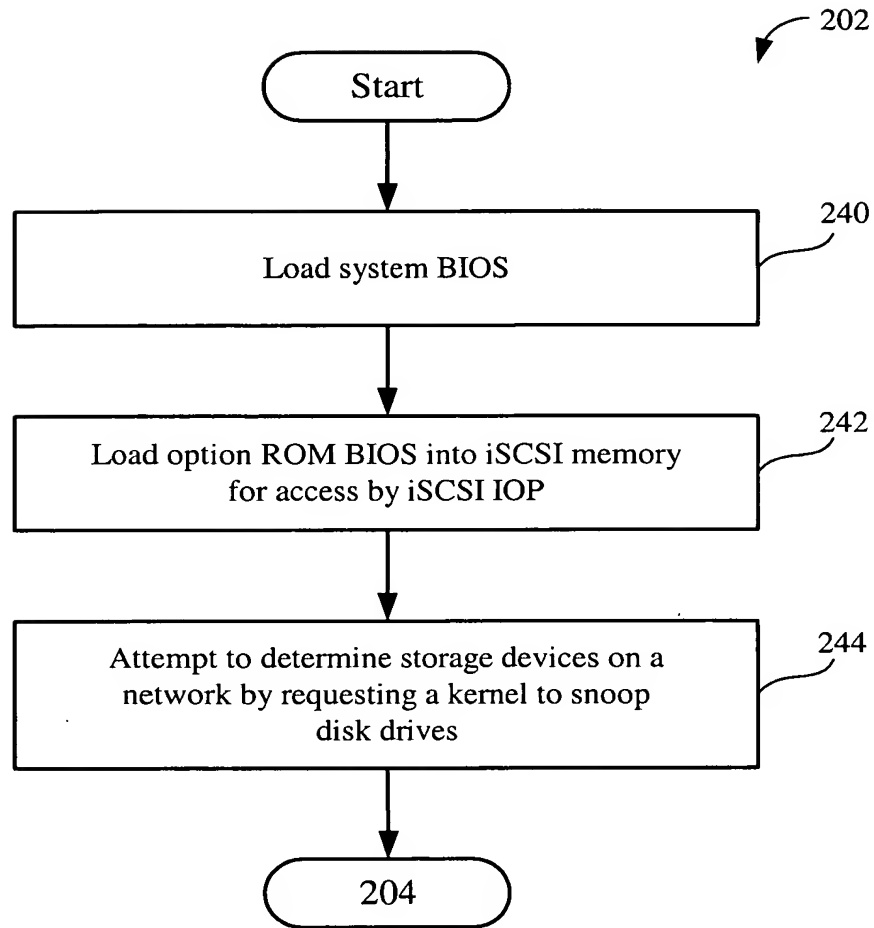 202
Start
240
Load system BIOS
242
Load option ROM BIOS into iSCSI memory
for access by iSCSI IOP
244
Attempt to determine storage devices on a
network by requesting a kernel to snoop
disk drives
204